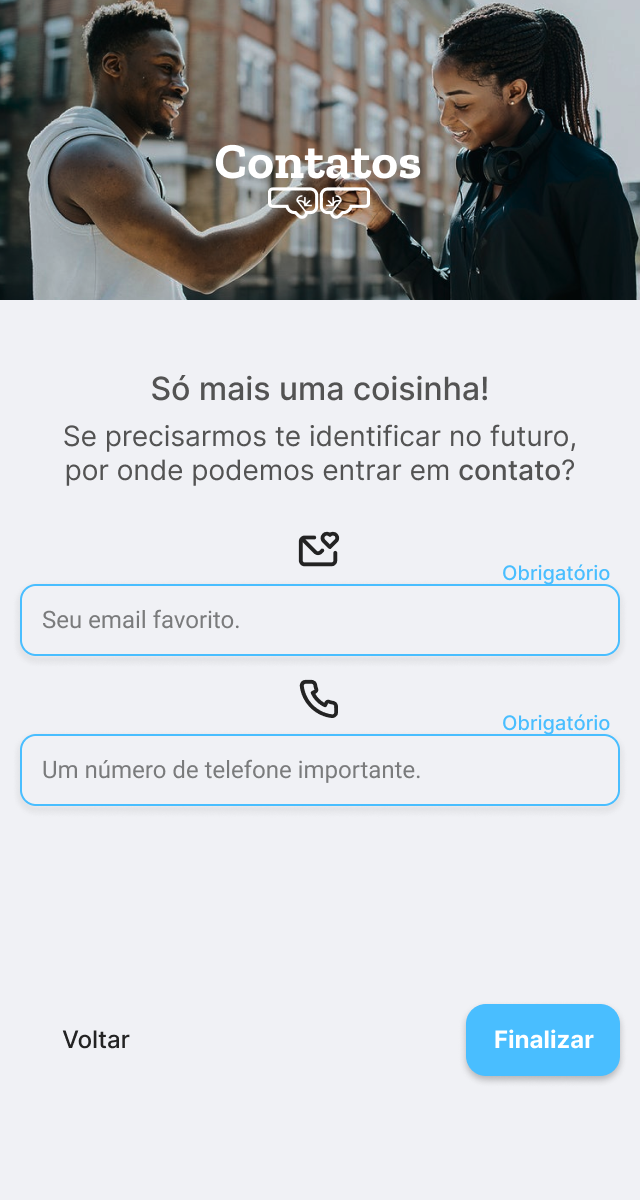 Contatos
Só mais uma coisinha!
Se precisarmos te identificar no futuro,
por onde podemos entrar em contato?
Obrigatório
Seu email favorito.
Obrigatório
Um número de telefone importante.
Voltar
Finalizar